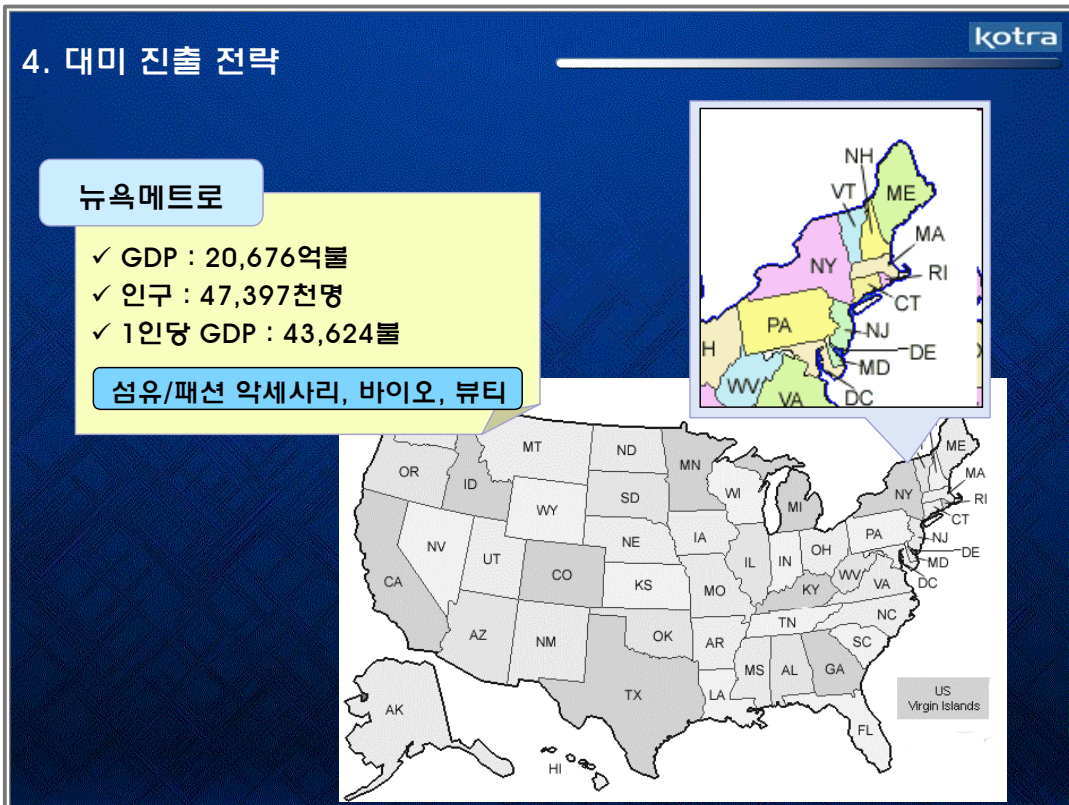 kotra
4. 대미 진출 전략
뉴욕메트로
✓ GDP : 20,676억불
✓ 인구 : 47,397천명
✓ 1인당 GDP : 43,624불
섬유/패션 악세사리, 바이오, 뷰티
NH
VT
ME
MA
NY
RI
CT
PA
NJ
H
DE
MD
WV
DC
VA
MT
ND
MN
ME
OR
ID
SD
WI
MI
NY
MA
RI
WY
CT
IA
PA
NE
NJ
NV
OH
DE
UT
IL
IN
MD
CO
WV
CA
KS
MO
KY
VA
DC
NC
TN
AZ
NM
OK
AR
SC
MS
AL
GA
TX
LA
US
Virgin Islands
AK
FL
HI